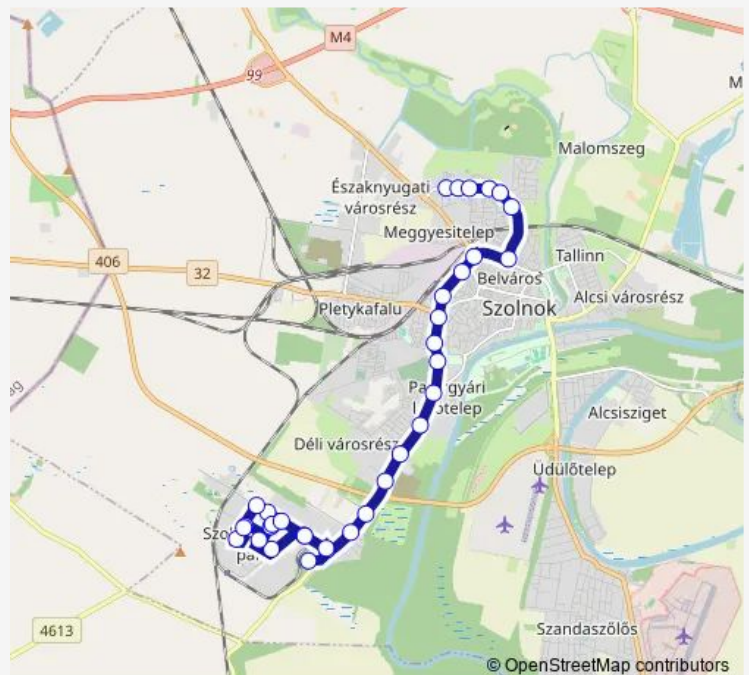 M4
99
M
Malomszeg
Északnyugati
városrész
Meggyesitelep
406
32
Tallinn
Belváros
Alcsi városrész
Pletykafalu
Szolnok
Alcsisziget
Déli városrész
Üdülőtelep
4613
Szandaszőlős
© OpenStreetMap contributors